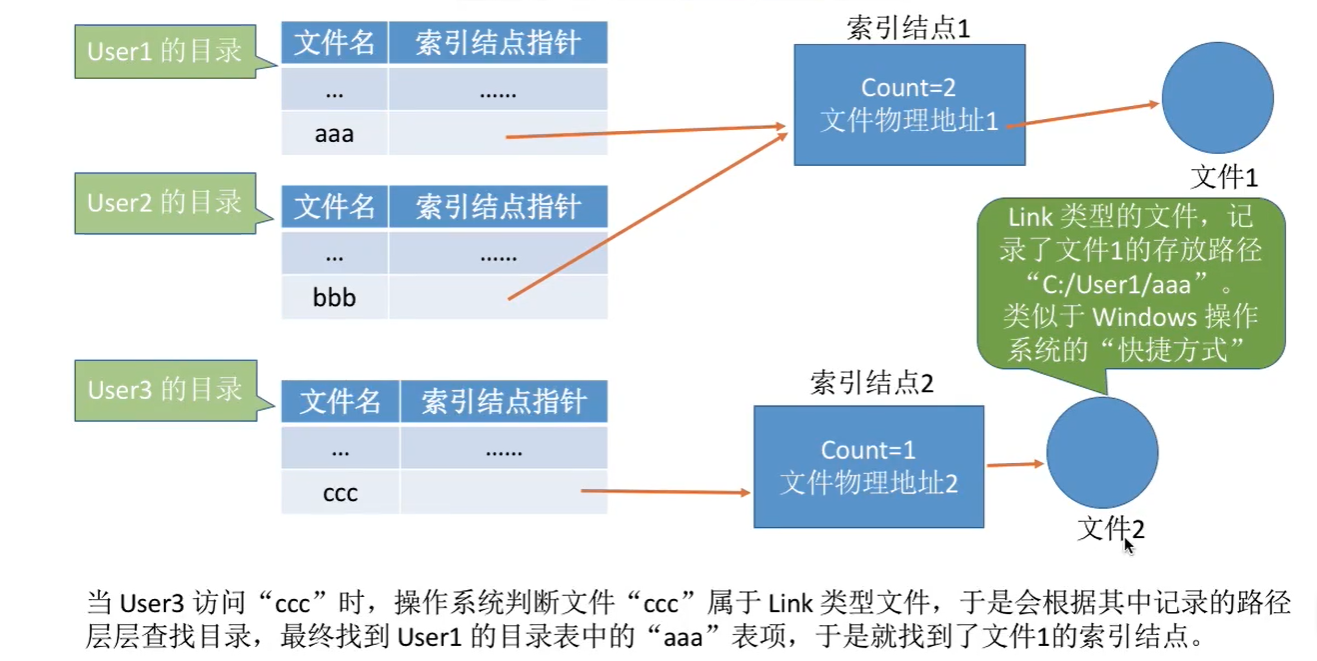 User1 的目录
文件名 索引结点指针
... ......
aaa
User2 的目录
文件名 索引结点指针
... ......
bbb
User3 的目录
文件名 索引结点指针
... ......
ccc
索引结点1
Count=2
文件物理地址1
文件1
Link 类型的文件，记
录了文件1的存放路径
“C:/User1/aaa”。
类似于 Windows 操作
系统的“快捷方式”
索引结点2
Count=1
文件物理地址2
文件2
当 User3 访问“ccc”时，操作系统判断文件“ccc”属于 Link 类型文件，于是会根据其中记录的路径
层层查找目录，最终找到 User1 的目录表中的“aaa”表项，于是就找到了文件1的索引结点。